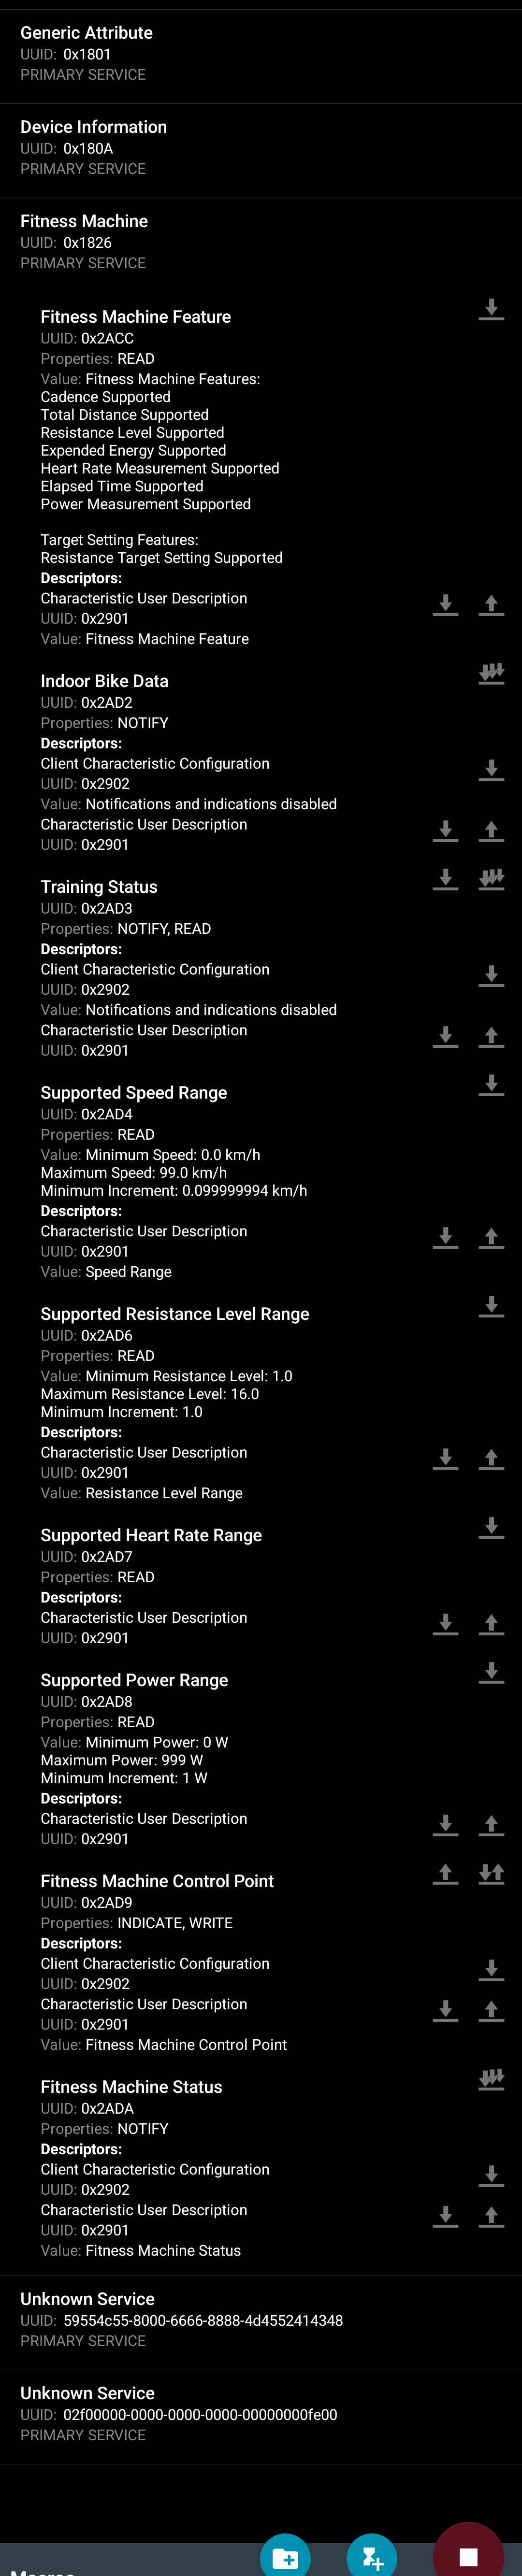 Generic Attribute
UUID: 0x1801
PRIMARY SERVICE
Device Information
UUID: 0x180A
PRIMARY SERVICE
Fitness Machine
UUID: 0x1826
PRIMARY SERVICE
Fitness Machine Feature
UUID: 0x2ACC
Properties: READ
Value: Fitness Machine Features:
Cadence Supported
Total Distance Supported
Resistance Level Supported
Expended Energy Supported
Heart Rate Measurement Supported
Elapsed Time Supported
Power Measurement Supported
Target Setting Features:
Resistance Target Setting Supported
Descriptors:
Characteristic User Description
UUID: 0x2901
Value: Fitness Machine Feature
Indoor Bike Data
UUID: 0x2AD2
Properties: NOTIFY
Descriptors:
Client Characteristic Configuration
UUID: 0x2902
Value: Notifications and indications disabled
Characteristic User Description
UUID: 0x2901
Training Status
UUID: 0x2AD3
Properties: NOTIFY, READ
Descriptors:
Client Characteristic Configuration
UUID: 0x2902
Value: Notifications and indications disabled
Characteristic User Description
UUID: 0x2901
Supported Speed Range
UUID: 0x2AD4
Properties: READ
Value: Minimum Speed: 0.0 km/h
Maximum Speed: 99.0 km/h
Minimum Increment: 0.099999994 km/h
Descriptors:
Characteristic User Description
UUID: 0x2901
Value: Speed Range
Supported Resistance Level Range
UUID: 0x2AD6
Properties: READ
Value: Minimum Resistance Level: 1.0
Maximum Resistance Level: 16.0
Minimum Increment: 1.0
Descriptors:
Characteristic User Description
UUID: 0x2901
Value: Resistance Level Range
Supported Heart Rate Range
UUID: 0x2AD7
Properties: READ
Descriptors:
Characteristic User Description
UUID: 0x2901
Supported Power Range
UUID: 0x2AD8
Properties: READ
Value: Minimum Power: 0 W
Maximum Power: 999 W
Minimum Increment: 1 W
Descriptors:
Characteristic User Description
UUID: 0x2901
Fitness Machine Control Point
UUID: 0x2AD9
Properties: INDICATE, WRITE
Descriptors:
Client Characteristic Configuration
UUID: 0x2902
Characteristic User Description
UUID: 0x2901
Value: Fitness Machine Control Point
Fitness Machine Status
UUID: 0x2ADA
Properties: NOTIFY
Descriptors:
Client Characteristic Configuration
UUID: 0x2902
Characteristic User Description
UUID: 0x2901
Value: Fitness Machine Status
Unknown Service
UUID: 59554c55-8000-6666-8888-4d4552414348
PRIMARY SERVICE
Unknown Service
UUID: 02f00000-0000-0000-0000-00000000fe00
PRIMARY SERVICE